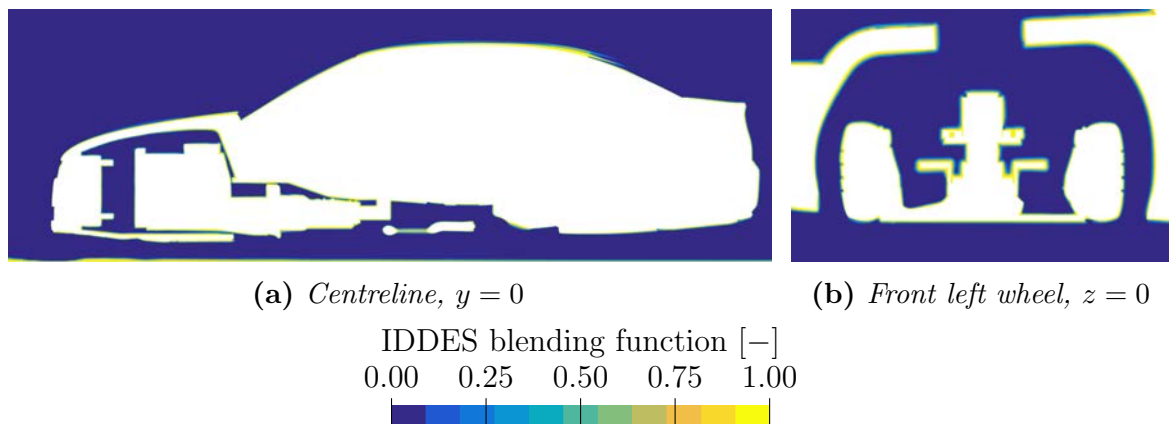 (a) Centreline, y = 0
(b) Front left wheel, z = 0
IDDES blending function [−]
0.00 0.25 0.50 0.75 1.00